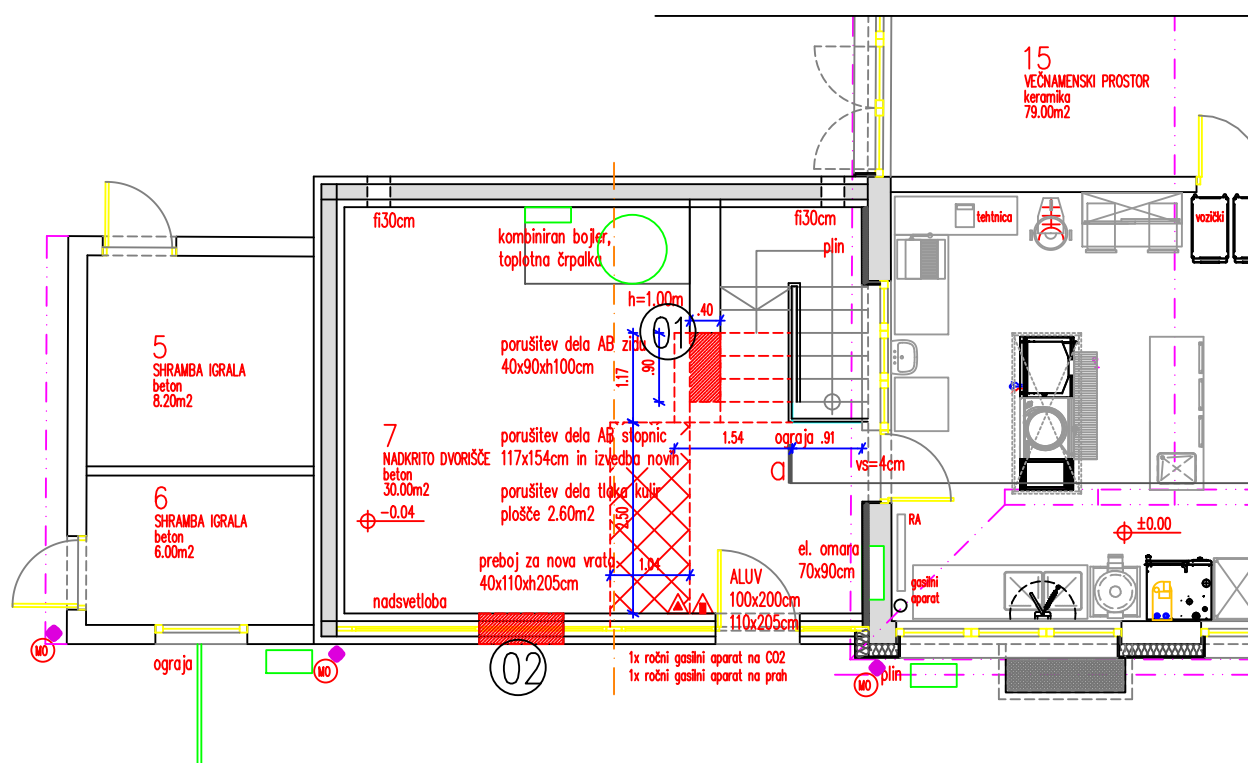 15
VEČNAMENSKI PROSTOR
keramika
79.00m2
fi30cm
fi30cm
tehtnica
vozički
kombiniran bojler,
toplotna črpalka
plin
h=1.00m
.40
01
5
SHRAMBA IGRALA
beton
8.20m2
porušitev dela AB zidu
40x90xh100cm
1.17
.90
7
NADKRITO DVORIŠČE
beton
30.00m2
porušitev dela AB stopnic
117x154cm in izvedba novih
1.54
ograja .91
a
vs=4cm
6
SHRAMBA IGRALA
beton
6.00m2
-0.04
porušitev dela tlaka kulir
plošče 2.60m2
2.50
RA
±0.00
preboj za nova vrata
40x110xh205cm
1.04
el. omara
70x90cm
ALUV
100x200cm
110x205cm
gasilni
aparat
nadsvetloba
MO
ograja
MO
02
1x ročni gasilni aparat na CO2
1x ročni gasilni aparat na prah
MO
plin